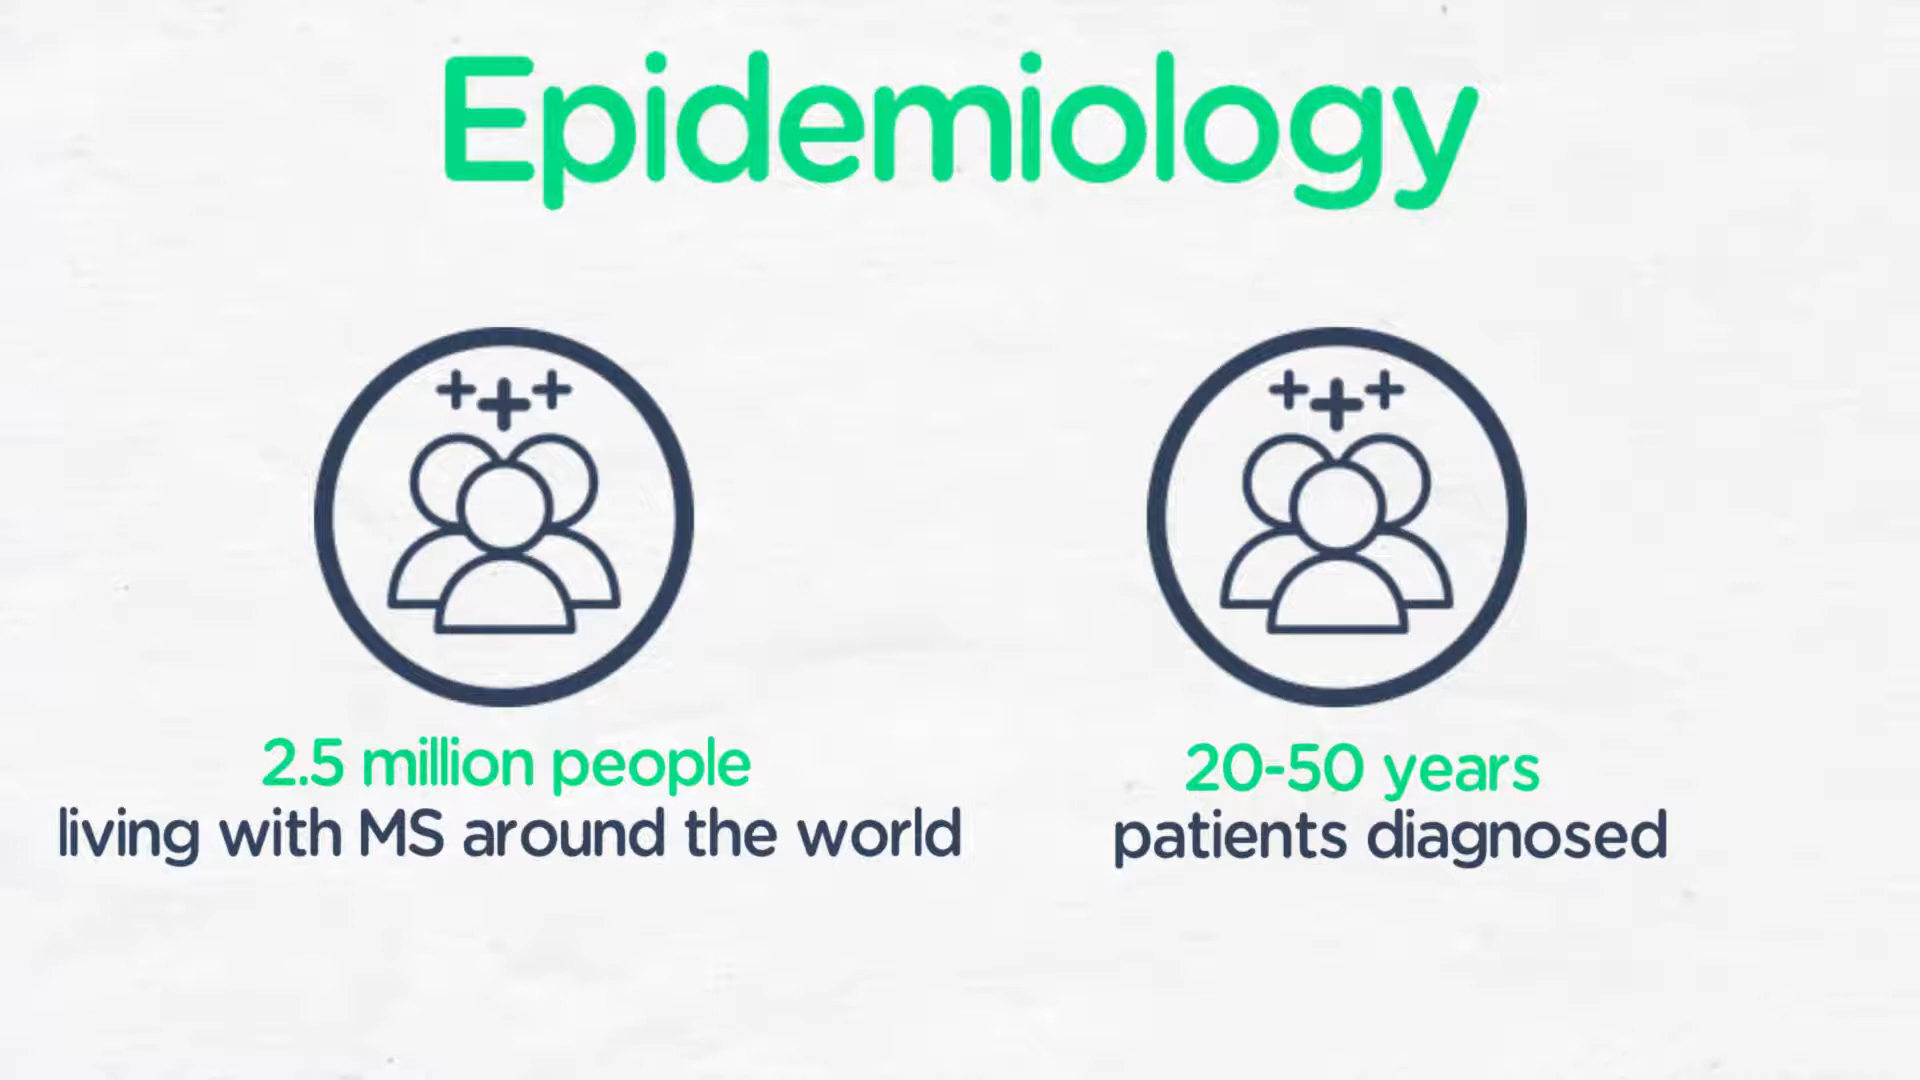 Epidemiology
2.5 million people
living with MS around the world
20-50 years
patients diagnosed